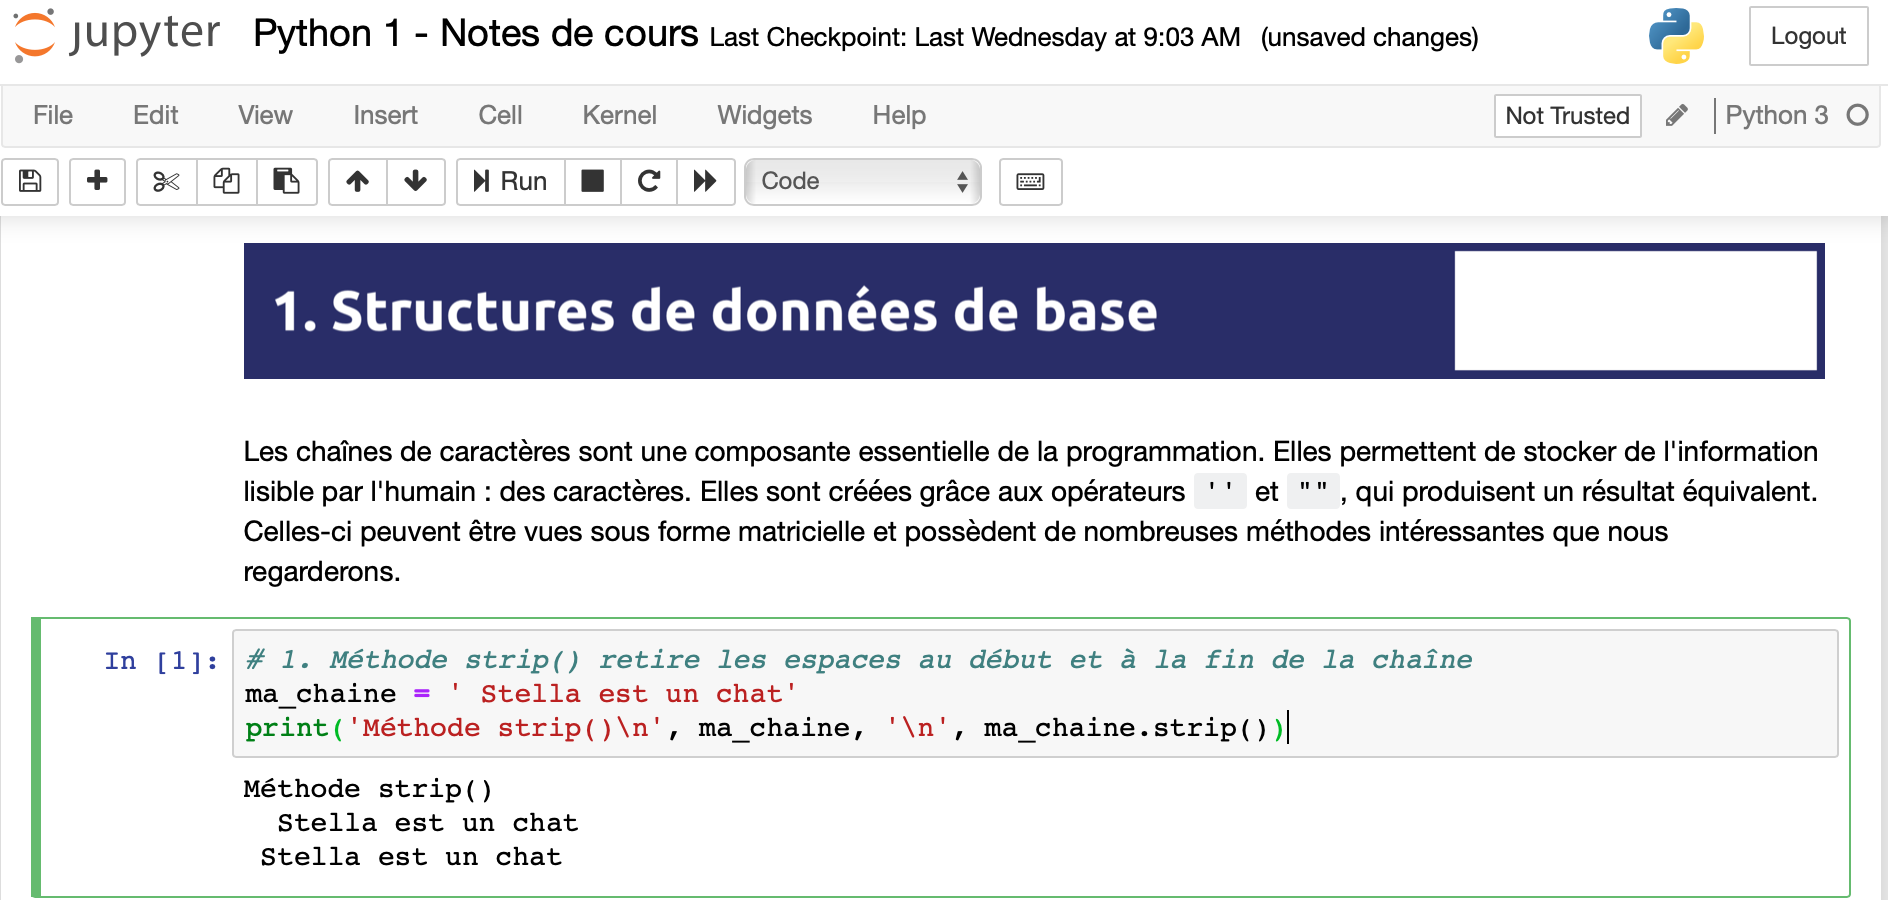 jupyter Python 1 - Notes de cours Last Checkpoint: Last Wednesday at 9:03 AM (unsaved changes) Logout
File Edit View Insert Cell Kernel Widgets Help Not Trusted Python 3
Run Code
1. Structures de données de base
Les chaînes de caractères sont une composante essentielle de la programmation. Elles permettent de stocker de l'information
lisible par l'humain : des caractères. Elles sont créées grâce aux opérateurs '' et "", qui produisent un résultat équivalent.
Celles-ci peuvent être vues sous forme matricielle et possèdent de nombreuses méthodes intéressantes que nous
regarderons.
In [1]: # 1. Méthode strip() retire les espaces au début et à la fin de la chaîne
ma_chaine = ' Stella est un chat'
print('Méthode strip()\n', ma_chaine, '\n', ma_chaine.strip())
Méthode strip()
  Stella est un chat
 Stella est un chat